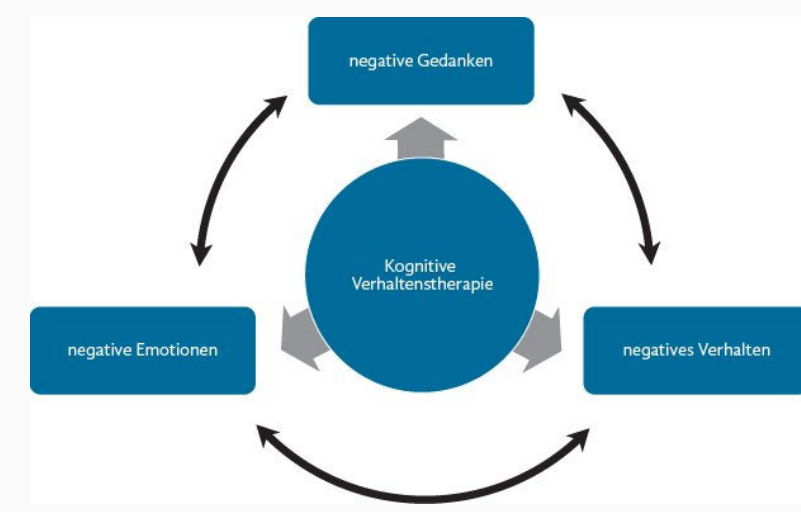 negative Gedanken
Kognitive
Verhaltenstherapie
negative Emotionen
negatives Verhalten